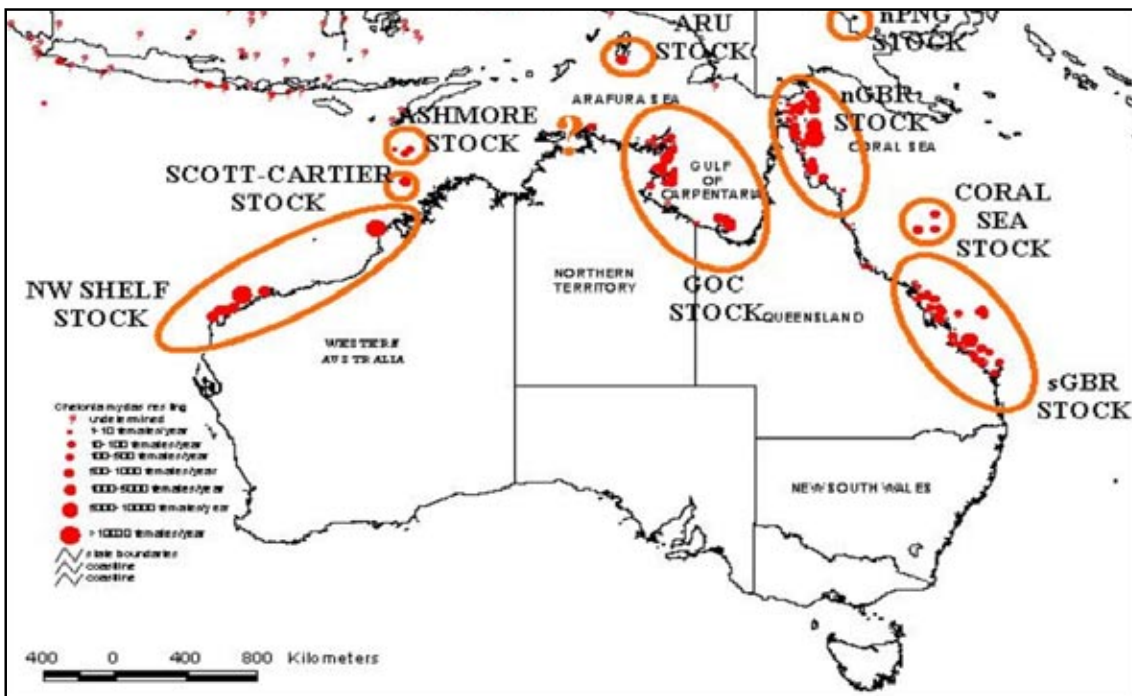 ARU
STOCK
nPNG
STOCK
ARAFURA SEA
nGBR
STOCK
CORAL SEA
ASHMORE
STOCK
?
SCOTT-CARTIER
STOCK
GULF
OF
CARPENTARIA
CORAL
SEA
STOCK
NW SHELF
STOCK
NORTHERN
TERRITORY
GOC
STOCK
QUEENSLAND
WESTERN
AUSTRALIA
sGBR
STOCK
NEW SOUTH WALES
Chelonia mydas nesting
? undetermined
1-10 females/year
10-100 females/year
100-500 females/year
500-1000 females/year
1000-5000 females/year
5000-10000 females/year
>10000 females/year
state boundaries
coastline
coastline
400 0 400 800 Kilometers